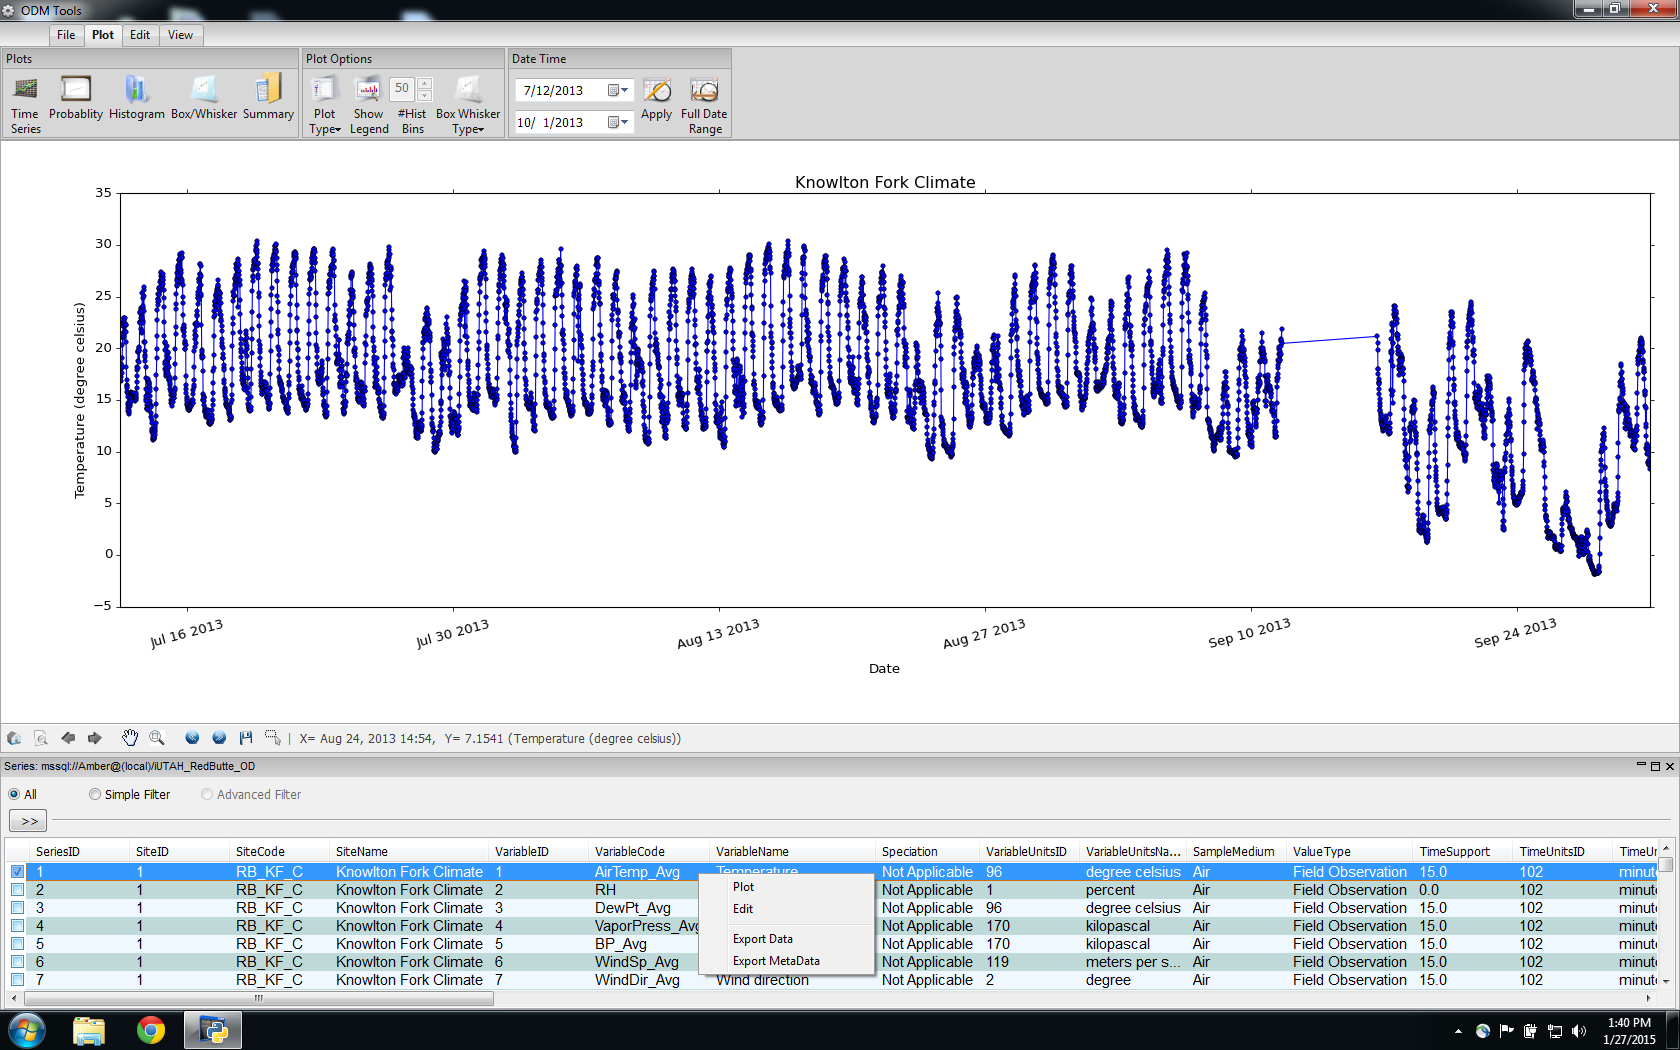 ODM Tools
File Plot Edit View
Plots Plot Options Date Time
Time Series Probablity Histogram Box/Whisker Summary Plot Type Show Legend 50 #Hist Bins Box Whisker Type 7/12/2013 10/ 1/2013 Apply Full Date Range
Knowlton Fork Climate
35
30
25
20
15
10
5
0
−5
Temperature (degree celsius)
Jul 16 2013 Jul 30 2013 Aug 13 2013 Aug 27 2013 Sep 10 2013 Sep 24 2013
Date
X= Aug 24, 2013 14:54, Y= 7.1541 (Temperature (degree celsius))
Series: mssql://Amber@(local)/iUTAH_RedButte_OD
All Simple Filter Advanced Filter
>>
SeriesID SiteID SiteCode SiteName VariableID VariableCode VariableName Speciation VariableUnitsID VariableUnitsNa... SampleMedium ValueType TimeSupport TimeUnitsID TimeUn
1 1 RB_KF_C Knowlton Fork Climate 1 AirTemp_Avg Temperature Not Applicable 96 degree celsius Air Field Observation 15.0 102 minut
2 1 RB_KF_C Knowlton Fork Climate 2 RH Not Applicable 1 percent Air Field Observation 0.0 102 minut
3 1 RB_KF_C Knowlton Fork Climate 3 DewPt_Avg Not Applicable 96 degree celsius Air Field Observation 15.0 102 minut
4 1 RB_KF_C Knowlton Fork Climate 4 VaporPress_Avg Not Applicable 170 kilopascal Air Field Observation 15.0 102 minut
5 1 RB_KF_C Knowlton Fork Climate 5 BP_Avg Not Applicable 170 kilopascal Air Field Observation 15.0 102 minut
6 1 RB_KF_C Knowlton Fork Climate 6 WindSp_Avg Not Applicable 119 meters per s... Air Field Observation 15.0 102 minut
7 1 RB_KF_C Knowlton Fork Climate 7 WindDir_Avg Wind direction Not Applicable 2 degree Air Field Observation 15.0 102 minut
Plot
Edit
Export Data
Export MetaData
1:40 PM
1/27/2015